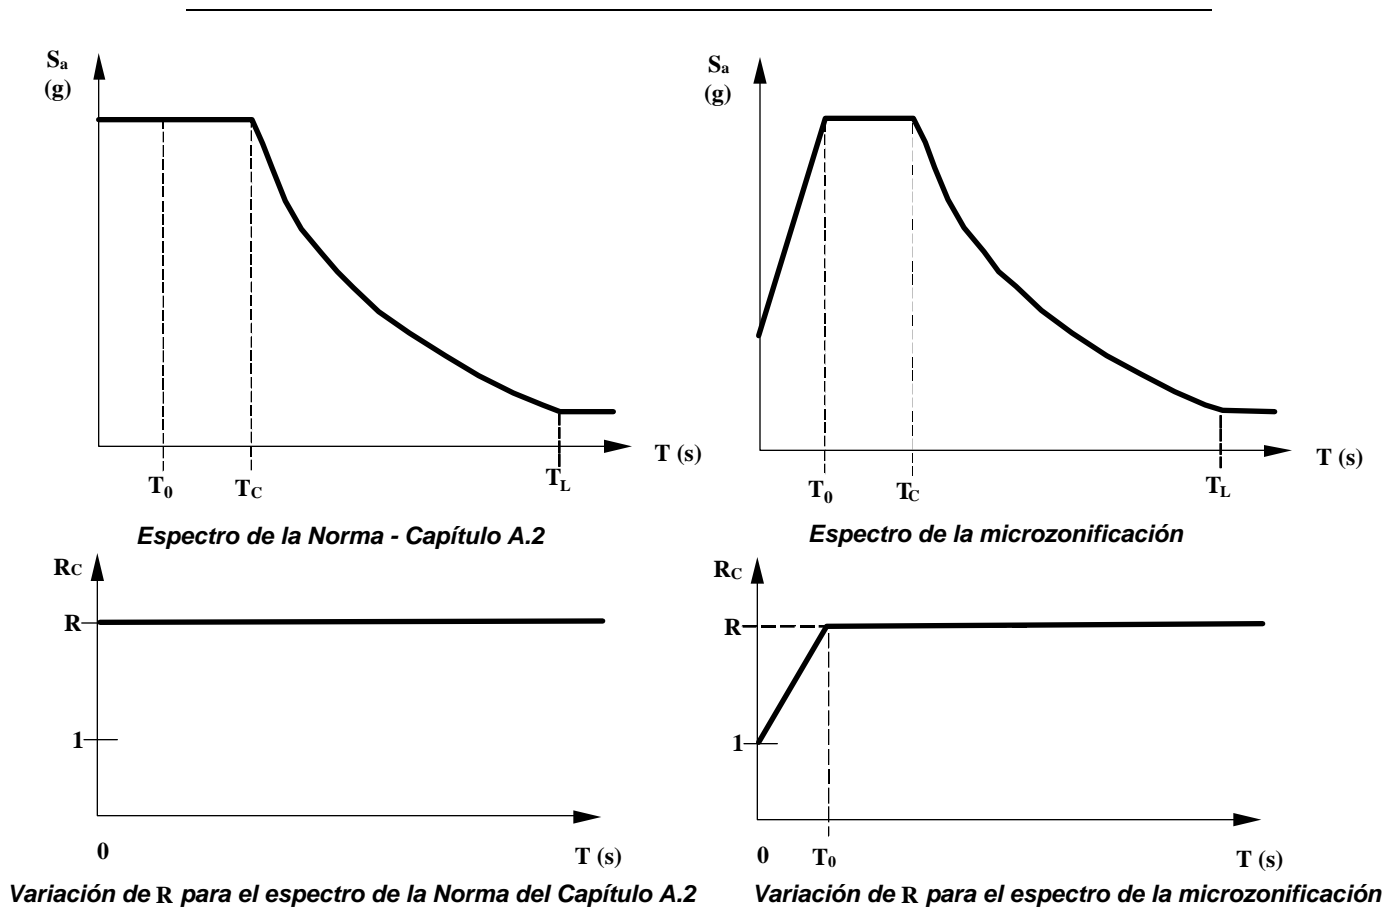 Sa
(g)
T (s)
T0
TC
TL
Espectro de la Norma - Capítulo A.2
Sa
(g)
T (s)
T0
TC
TL
Espectro de la microzonificación
RC
R
1
0
T (s)
Variación de R para el espectro de la Norma del Capítulo A.2
RC
R
1
0
T0
T (s)
Variación de R para el espectro de la microzonificación